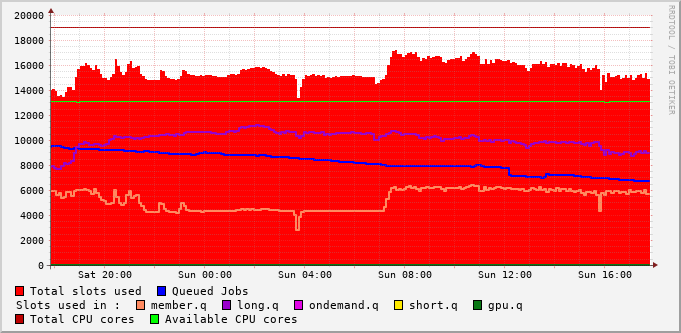 20000
18000
16000
14000
12000
10000
8000
6000
4000
2000
0
Sat 20:00 Sun 00:00 Sun 04:00 Sun 08:00 Sun 12:00 Sun 16:00
Total slots used Queued Jobs
Slots used in : member.q long.q ondemand.q short.q gpu.q
Total CPU cores Available CPU cores
RRDTOOL / TOBI OETIKER